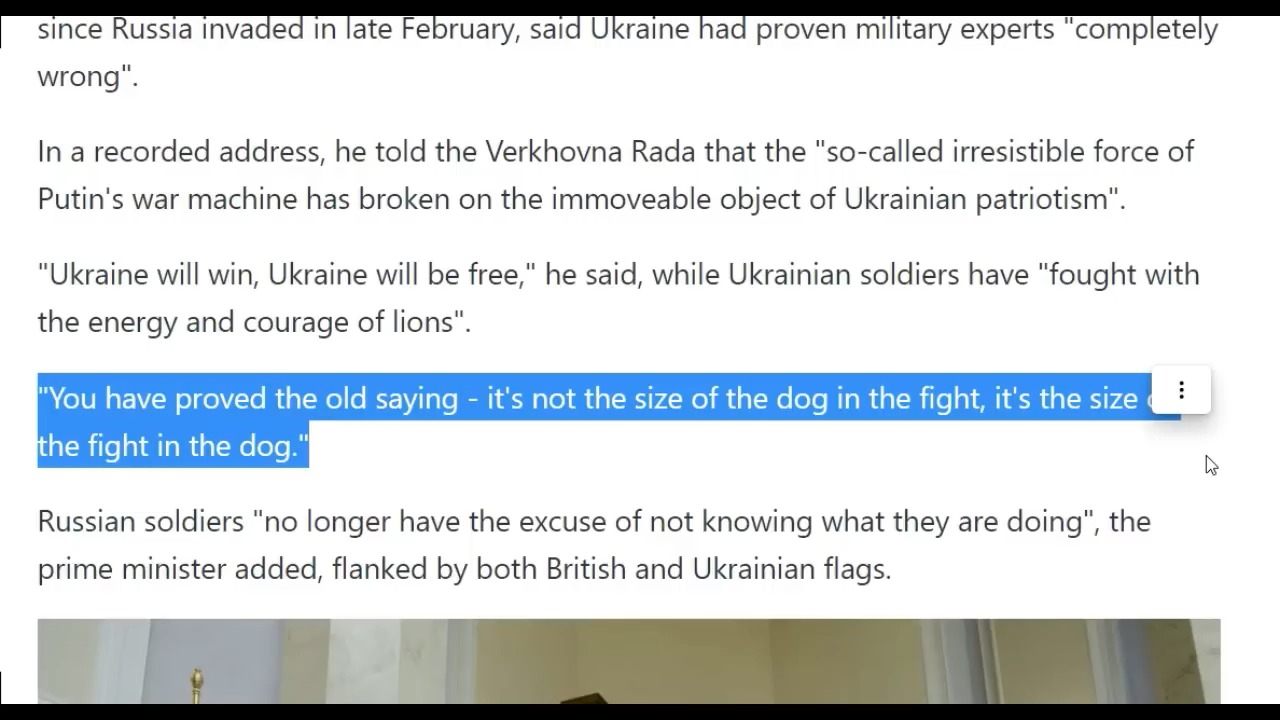 since Russia invaded in late February, said Ukraine had proven military experts "completely
wrong".
In a recorded address, he told the Verkhovna Rada that the "so-called irresistible force of
Putin's war machine has broken on the immoveable object of Ukrainian patriotism".
"Ukraine will win, Ukraine will be free," he said, while Ukrainian soldiers have "fought with
the energy and courage of lions".
"You have proved the old saying - it's not the size of the dog in the fight, it's the size
the fight in the dog."
Russian soldiers "no longer have the excuse of not knowing what they are doing", the
prime minister added, flanked by both British and Ukrainian flags.